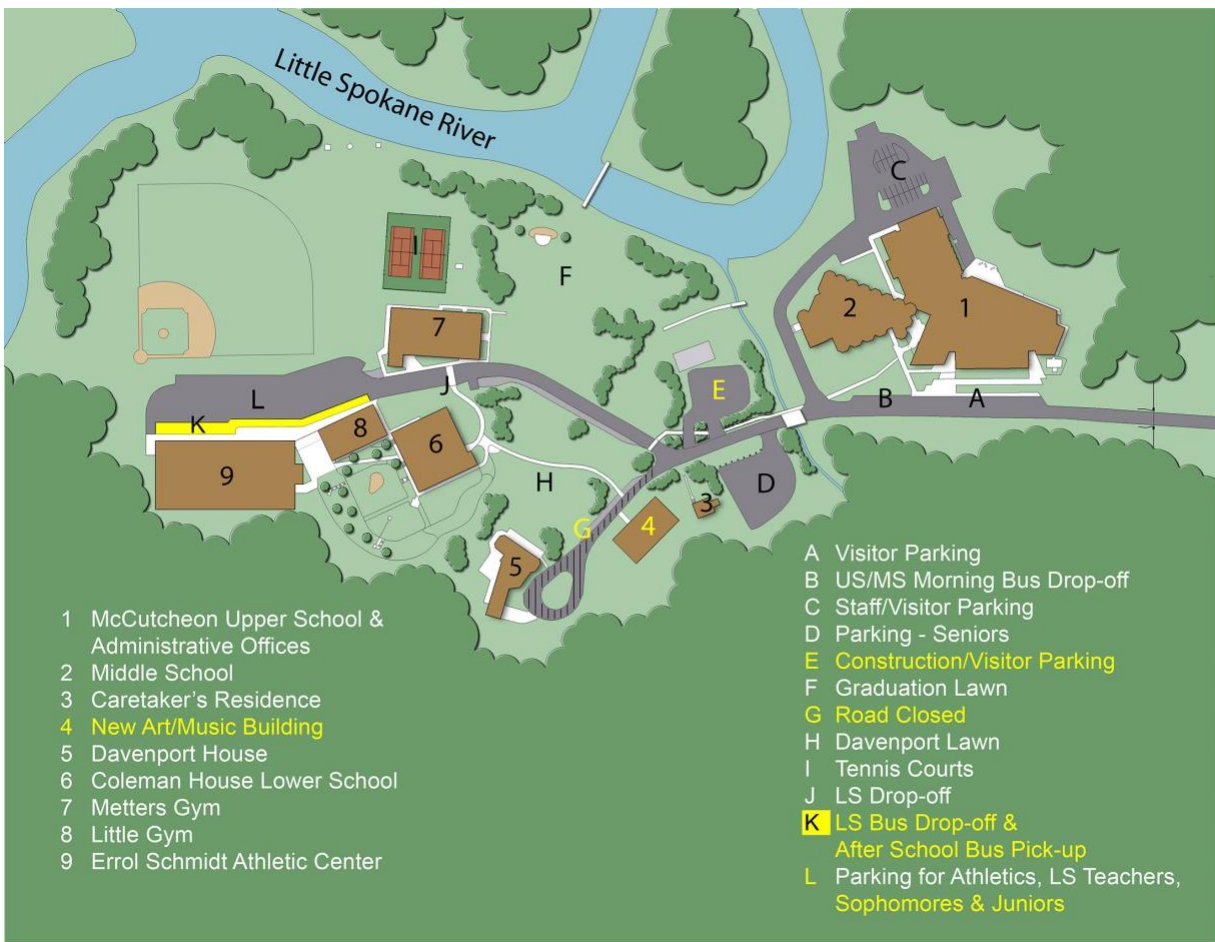 Little Spokane River
C
I
F
2
1
7
E
J
B
A
L
K
8
6
9
H
D
3
G
4
5
1 McCutcheon Upper School &
Administrative Offices
2 Middle School
3 Caretaker's Residence
4 New Art/Music Building
5 Davenport House
6 Coleman House Lower School
7 Metters Gym
8 Little Gym
9 Errol Schmidt Athletic Center
A Visitor Parking
B US/MS Morning Bus Drop-off
C Staff/Visitor Parking
D Parking - Seniors
E Construction/Visitor Parking
F Graduation Lawn
G Road Closed
H Davenport Lawn
I Tennis Courts
J LS Drop-off
K LS Bus Drop-off &
After School Bus Pick-up
L Parking for Athletics, LS Teachers,
Sophomores & Juniors